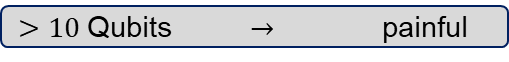 > 10 Qubits → painful